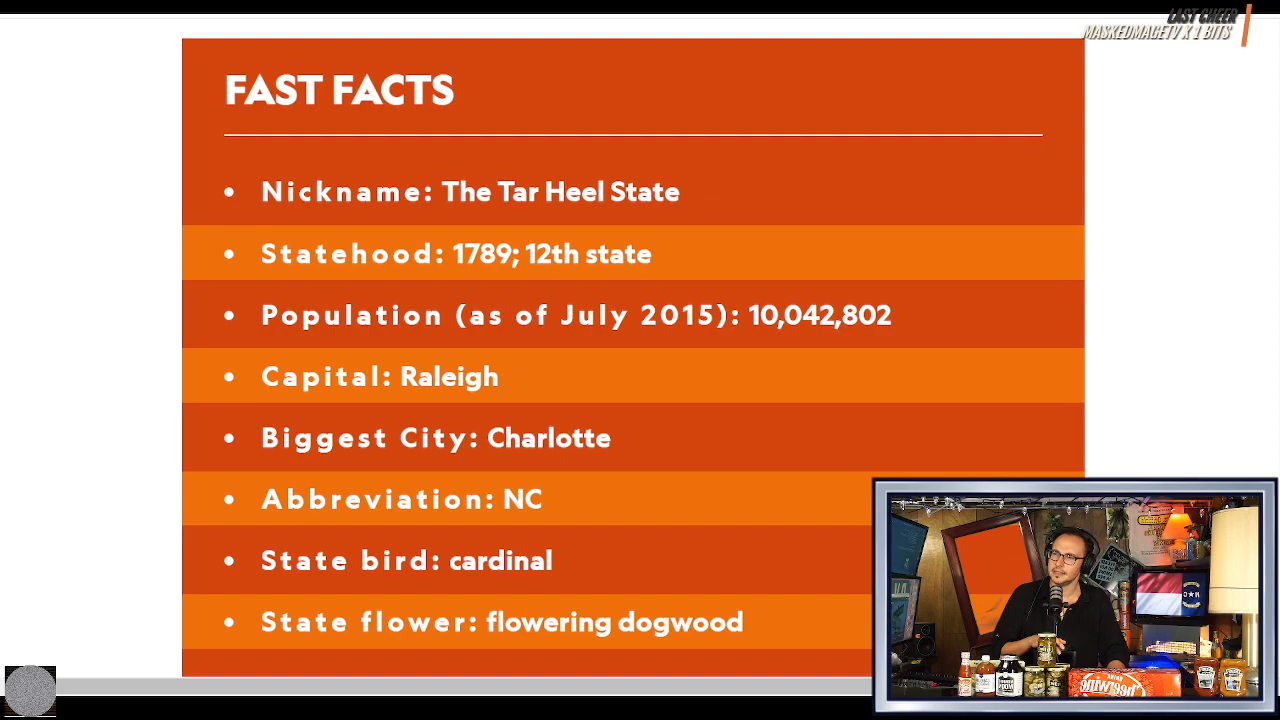 LAST CHEER
MASKEDMAGETV X 1 BITS
FAST FACTS
• Nickname: The Tar Heel State
• Statehood: 1789; 12th state
• Population (as of July 2015): 10,042,802
• Capital: Raleigh
• Biggest City: Charlotte
• Abbreviation: NC
• State bird: cardinal
• State flower: flowering dogwood